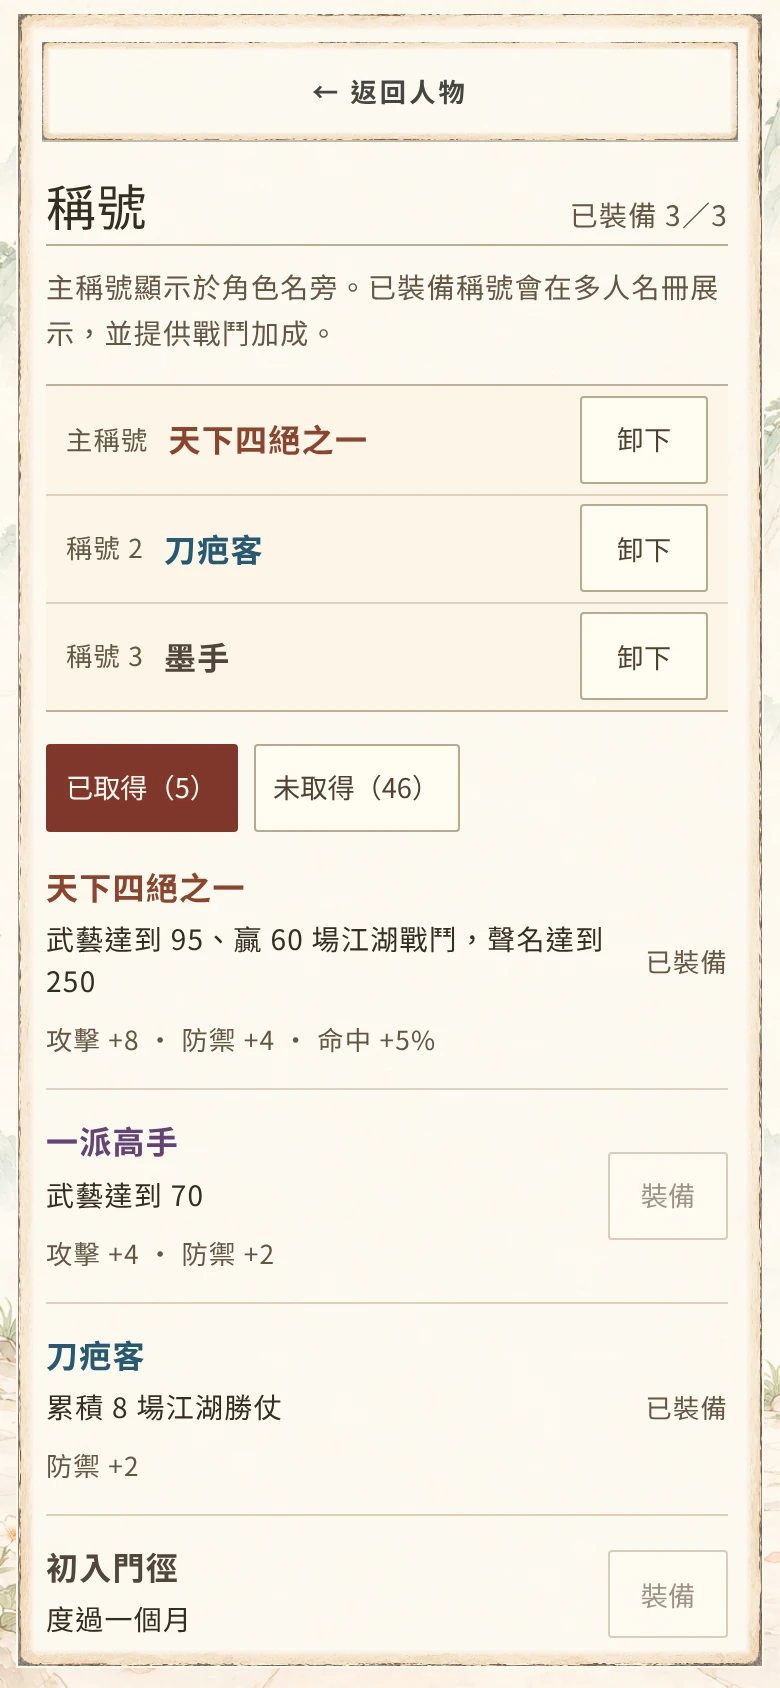 ← 返回人物
稱號
已裝備 3／3
主稱號顯示於角色名旁。已裝備稱號會在多人名冊展
示，並提供戰鬥加成。
主稱號 天下四絕之一 卸下
稱號 2 刀疤客 卸下
稱號 3 墨手 卸下
已取得（5） 未取得（46）
天下四絕之一
武藝達到 95、贏 60 場江湖戰鬥，聲名達到
250
已裝備
攻擊 +8 · 防禦 +4 · 命中 +5%
一派高手
武藝達到 70
裝備
攻擊 +4 · 防禦 +2
刀疤客
累積 8 場江湖勝仗
已裝備
防禦 +2
初入門徑
裝備
度過一個月